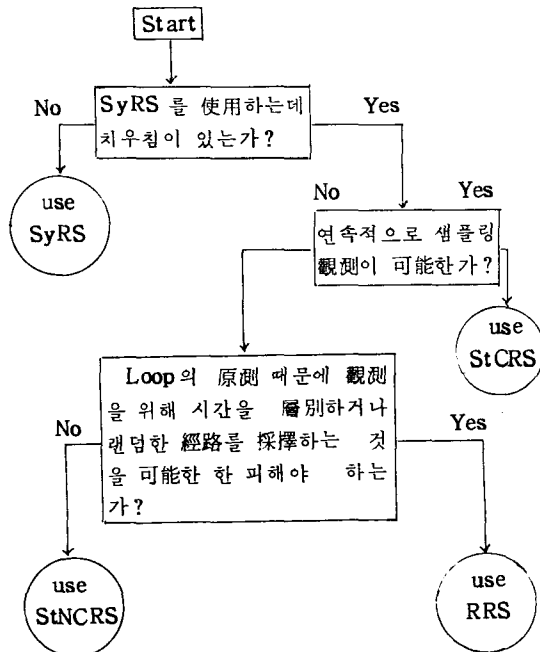 Start
No
SyRS 를 使用하는데
치우침이 있는가?
Yes
use
SyRS
No
Yes
연속적으로 샘플링
觀測이 可能한가?
use
StCRS
No
Loop의 原測 때문에 觀測
을 위해 시간을 層別하거나
랜덤한 經路를 採擇하는 것
을 可能한 한 피해야 하는
가?
Yes
use
StNCRS
use
RRS